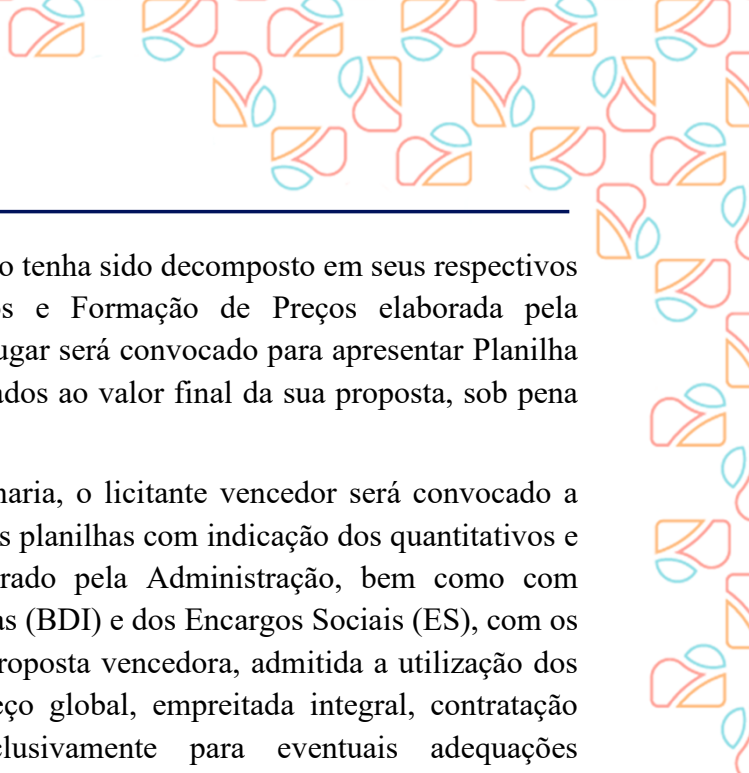 o tenha sido decomposto em seus respectivos
s e Formação de Preços elaborada pela
ugar será convocado para apresentar Planilha
ados ao valor final da sua proposta, sob pena
haria, o licitante vencedor será convocado a
s planilhas com indicação dos quantitativos e
rado pela Administração, bem como com
as (BDI) e dos Encargos Sociais (ES), com os
roposta vencedora, admitida a utilização dos
eço global, empreitada integral, contratação
clusivamente para eventuais adequações